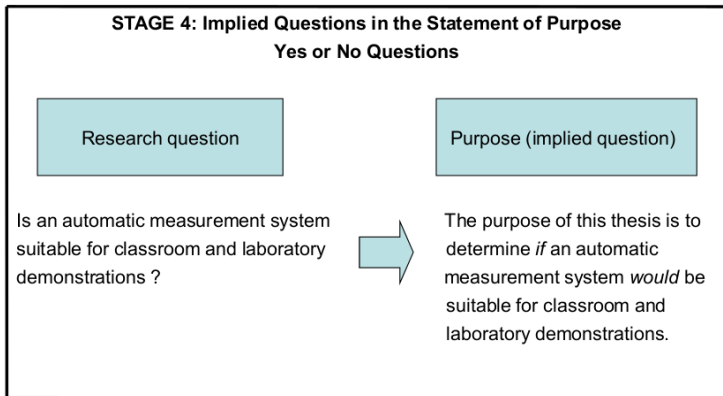 STAGE 4: Implied Questions in the Statement of Purpose
Yes or No Questions
Research question
Purpose (implied question)
Is an automatic measurement system
suitable for classroom and laboratory
demonstrations ?
The purpose of this thesis is to
determine if an automatic
measurement system would be
suitable for classroom and
laboratory demonstrations.